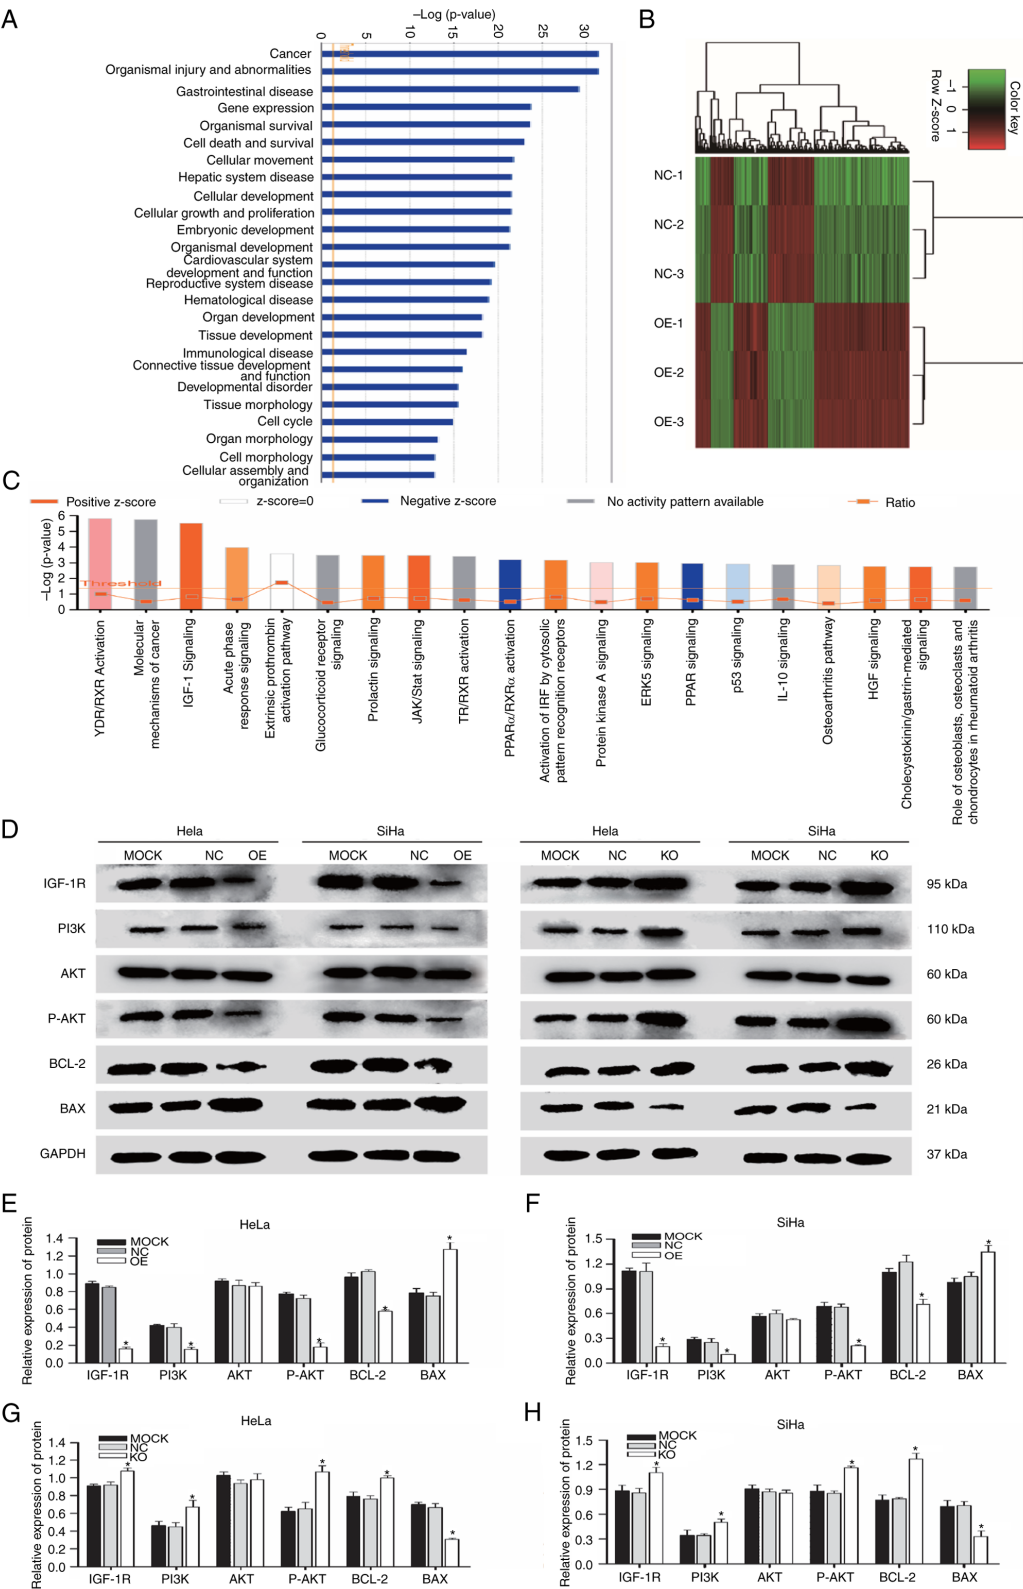 A
–Log (p-value)
0 5 10 15 20 25 30
Cancer
Organismal injury and abnormalities
Gastrointestinal disease
Gene expression
Organismal survival
Cell death and survival
Cellular movement
Hepatic system disease
Cellular development
Cellular growth and proliferation
Embryonic development
Organismal development
Cardiovascular system
development and function
Reproductive system disease
Hematological disease
Organ development
Tissue development
Immunological disease
Connective tissue development
and function
Developmental disorder
Tissue morphology
Cell cycle
Organ morphology
Cell morphology
Cellular assembly and
organization
B
Color key
Row Z-score
–1 0 1
NC-1
NC-2
NC-3
OE-1
OE-2
OE-3
C
Positive z-score
z-score=0
Negative z-score
No activity pattern available
Ratio
–Log (p-value)
6
5
4
3
2
1
0
Threshold
YDR/RXR Activation
Molecular
mechanisms of cancer
IGF-1 Signaling
Acute phase
response signaling
Extrinsic prothrombin
activation pathway
Glucocorticoid receptor
signaling
Prolactin signaling
JAK/Stat signaling
TR/RXR activation
PPARα/RXRα activation
Activation of IRF by cytosolic
pattern recognition receptors
Protein kinase A signaling
ERK5 signaling
PPAR signaling
p53 signaling
IL-10 signaling
Osteoarthritis pathway
HGF signaling
Cholecystokinin/gastrin-mediated
signaling
Role of osteoblasts, osteoclasts and
chondrocytes in rheumatoid arthritis
D
Hela SiHa Hela SiHa
MOCK NC OE MOCK NC OE MOCK NC KO MOCK NC KO
IGF-1R 95 kDa
PI3K 110 kDa
AKT 60 kDa
P-AKT 60 kDa
BCL-2 26 kDa
BAX 21 kDa
GAPDH 37 kDa
E
HeLa
Relative expression of protein
MOCK
NC
OE
1.4
1.2
1.0
0.8
0.6
0.4
0.2
0.0
* * * * *
IGF-1R PI3K AKT P-AKT BCL-2 BAX
F
SiHa
Relative expression of protein
MOCK
NC
OE
1.5
1.2
0.9
0.6
0.3
0.0
* * * * *
IGF-1R PI3K AKT P-AKT BCL-2 BAX
G
HeLa
Relative expression of protein
MOCK
NC
KO
1.4
1.2
1.0
0.8
0.6
0.4
0.2
0.0
* * * * *
IGF-1R PI3K AKT P-AKT BCL-2 BAX
H
SiHa
Relative expression of protein
MOCK
NC
KO
1.5
1.2
0.9
0.6
0.3
0.0
* * * * *
IGF-1R PI3K AKT P-AKT BCL-2 BAX